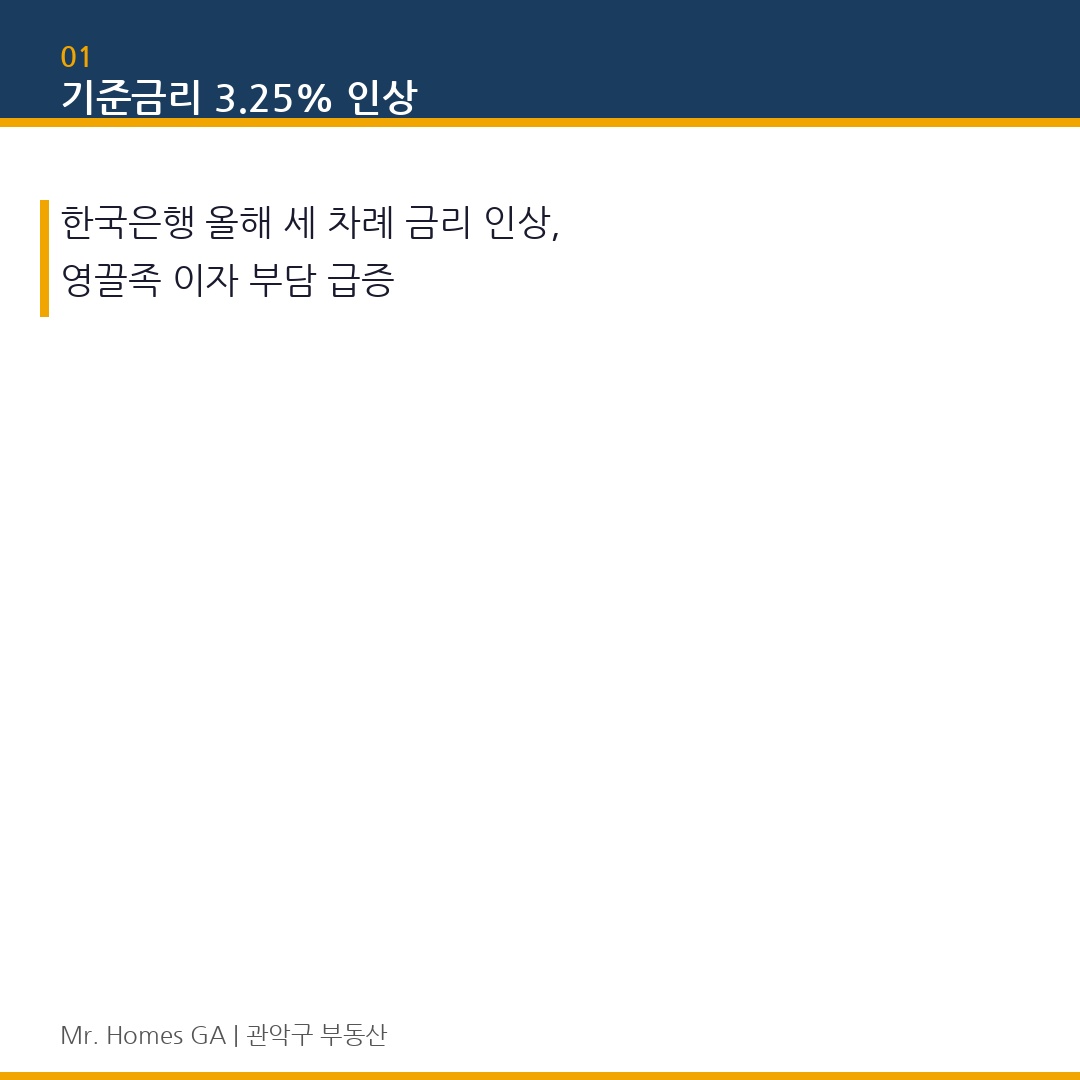 01
기준금리 3.25% 인상
한국은행 올해 세 차례 금리 인상,
영끌족 이자 부담 급증
Mr. Homes GA | 관악구 부동산